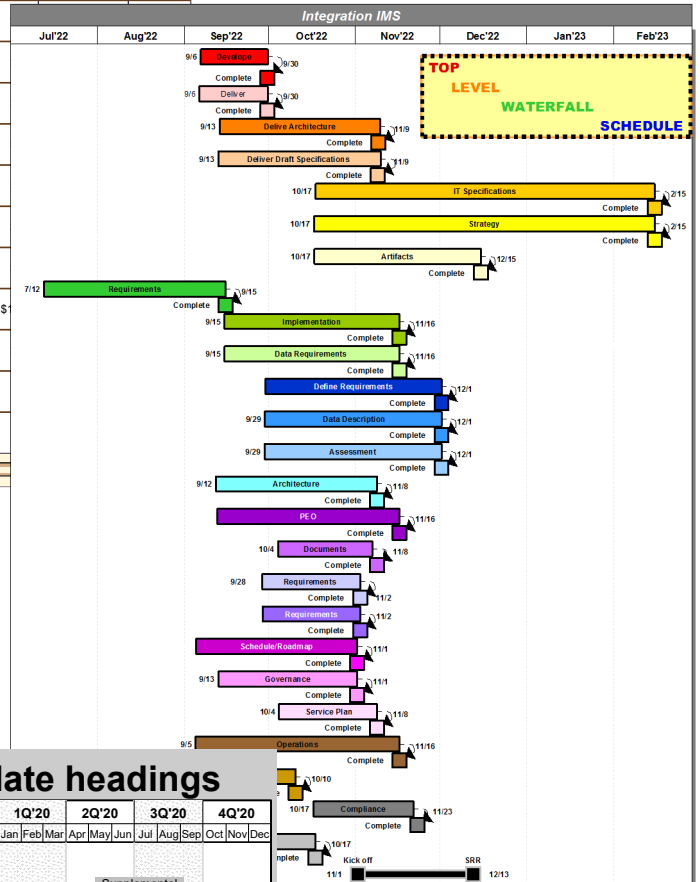 Integration IMS
Jul'22 Aug'22 Sep'22 Oct'22 Nov'22 Dec'22 Jan'23 Feb'23
TOP
LEVEL
WATERFALL
SCHEDULE
9/6 Develope 9/30
Complete
9/6 Deliver 9/30
Complete
9/13 Delive Architecture 11/9
Complete
9/13 Deliver Draft Specifications 11/9
Complete
10/17 IT Specifications 2/15
Complete
10/17 Strategy 2/15
Complete
10/17 Artifacts 12/15
Complete
7/12 Requirements 9/15
Complete
9/15 Implementation 11/16
Complete
9/15 Data Requirements 11/16
Complete
Define Requirements 12/1
Complete
9/29 Data Description 12/1
Complete
9/29 Assessment 12/1
Complete
9/12 Architecture 11/8
Complete
PEO 11/16
Complete
10/4 Documents 11/8
Complete
9/28 Requirements
Complete 11/2
Requirements 11/2
Complete
Schedule/Roadmap 11/1
Complete
9/13 Governance 11/1
Complete
10/4 Service Plan 11/8
Complete
9/5 Operations 11/16
Complete
10/10
10/17 Compliance 11/23
Complete
10/17
Kick off SRR
11/1 12/13
$
late headings
1Q'20 2Q'20 3Q'20 4Q'20
Jan Feb Mar Apr May Jun Jul Aug Sep Oct Nov Dec
Supplemental